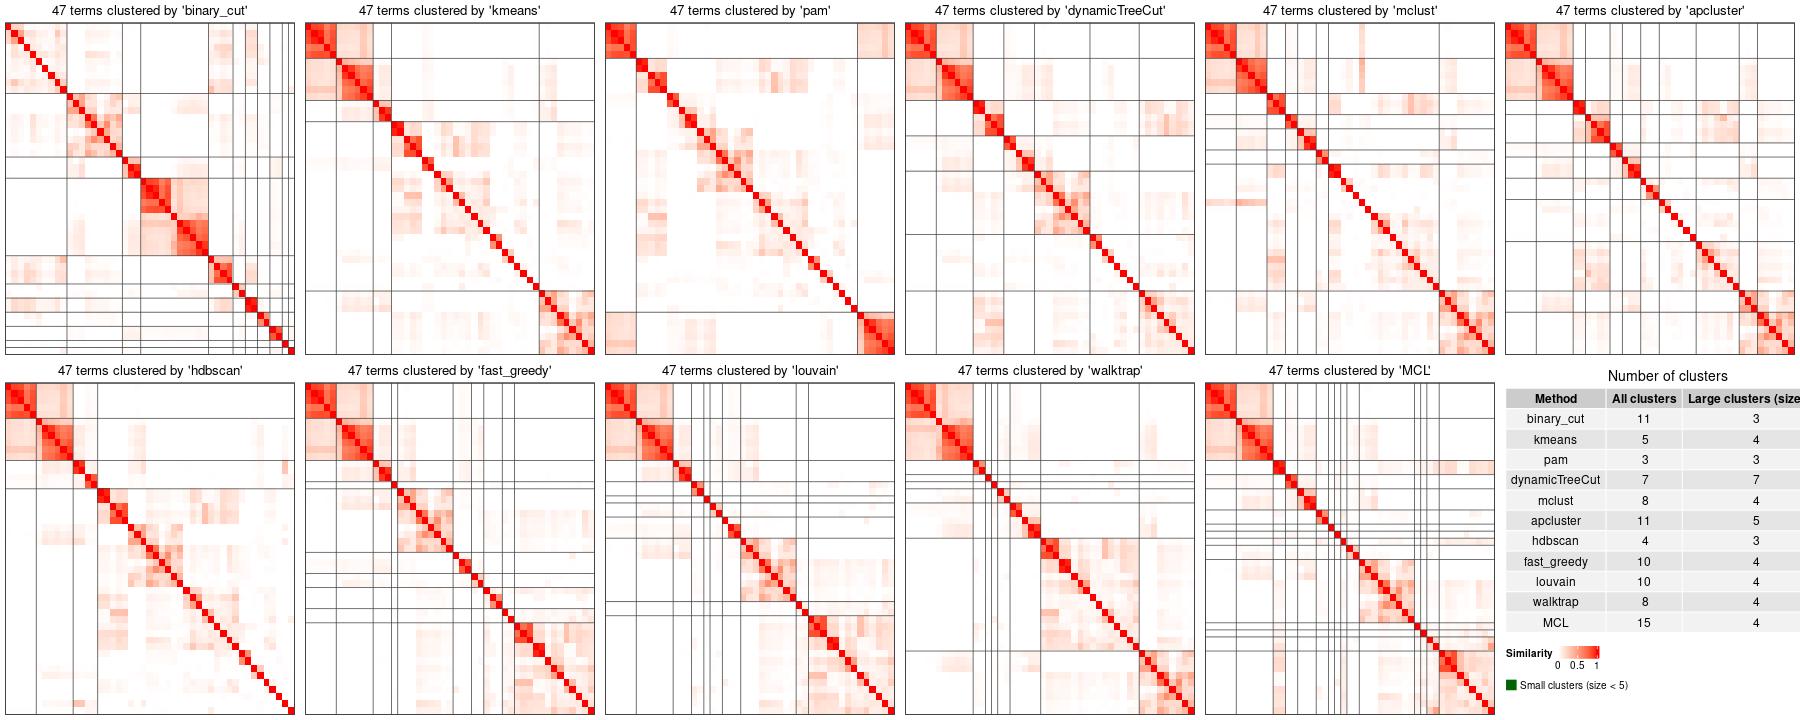 47 terms clustered by 'binary_cut'
47 terms clustered by 'kmeans'
47 terms clustered by 'pam'
47 terms clustered by 'dynamicTreeCut'
47 terms clustered by 'mclust'
47 terms clustered by 'apcluster'
47 terms clustered by 'hdbscan'
47 terms clustered by 'fast_greedy'
47 terms clustered by 'louvain'
47 terms clustered by 'walktrap'
47 terms clustered by 'MCL'
Number of clusters
Method All clusters Large clusters (size
binary_cut 11 3
kmeans 5 4
pam 3 3
dynamicTreeCut 7 7
mclust 8 4
apcluster 11 5
hdbscan 4 3
fast_greedy 10 4
louvain 10 4
walktrap 8 4
MCL 15 4
Similarity
0 0.5 1
Small clusters (size < 5)